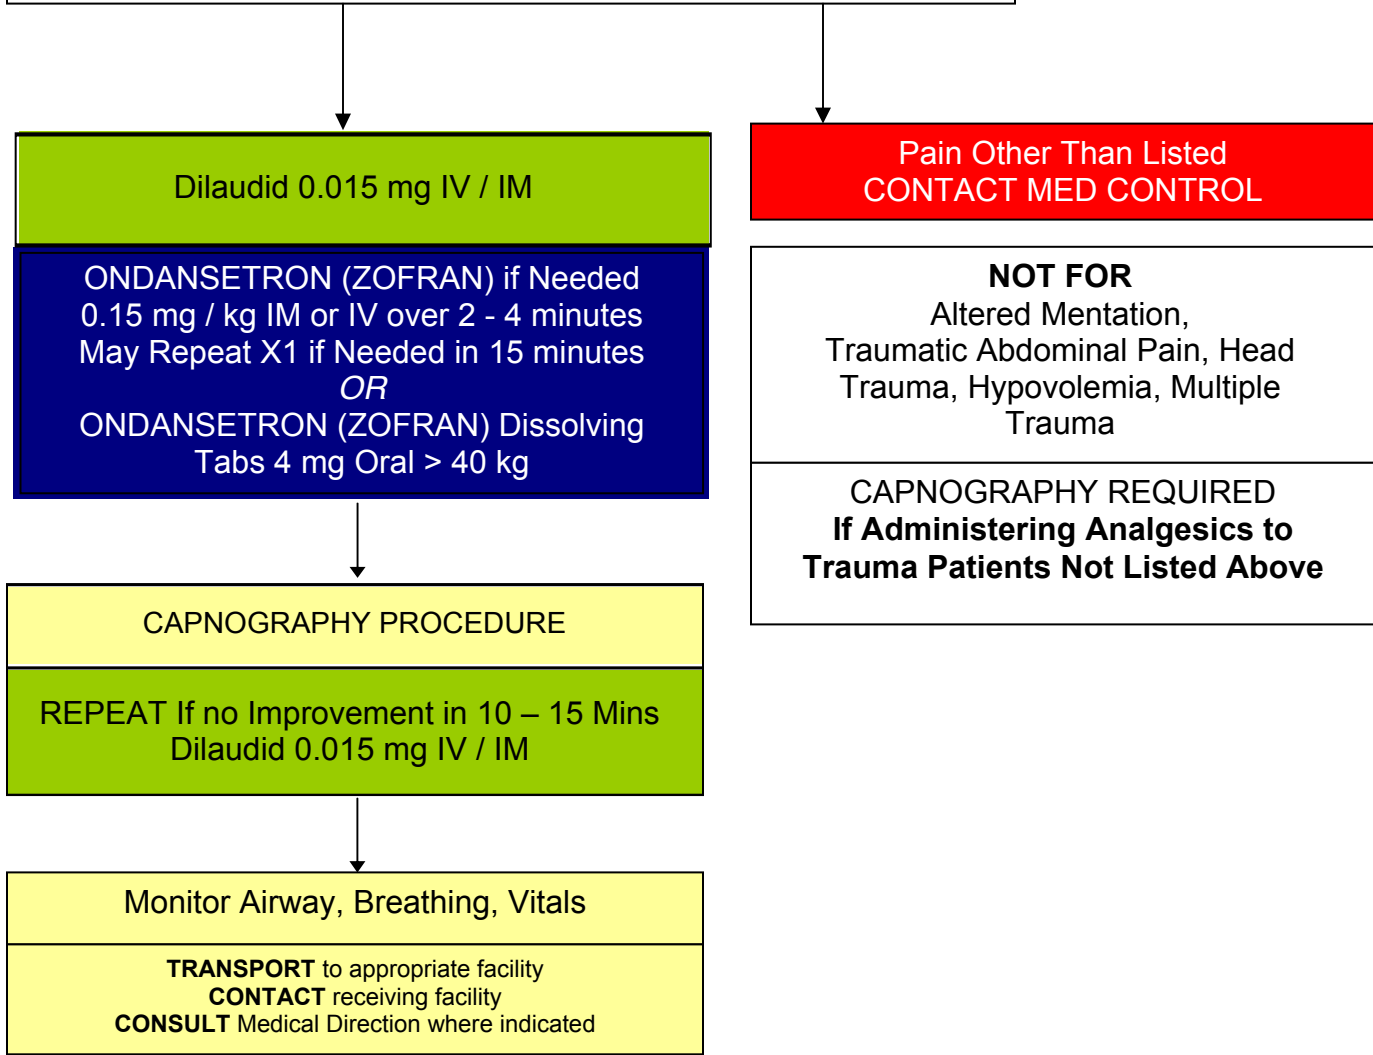 Dilaudid 0.015 mg IV / IM
ONDANSETRON (ZOFRAN) if Needed
0.15 mg / kg IM or IV over 2 - 4 minutes
May Repeat X1 if Needed in 15 minutes
OR
ONDANSETRON (ZOFRAN) Dissolving
Tabs 4 mg Oral > 40 kg
CAPNOGRAPHY PROCEDURE
REPEAT If no Improvement in 10 – 15 Mins
Dilaudid 0.015 mg IV / IM
Monitor Airway, Breathing, Vitals
TRANSPORT to appropriate facility
CONTACT receiving facility
CONSULT Medical Direction where indicated
Pain Other Than Listed
CONTACT MED CONTROL
NOT FOR
Altered Mentation,
Traumatic Abdominal Pain, Head
Trauma, Hypovolemia, Multiple
Trauma
CAPNOGRAPHY REQUIRED
If Administering Analgesics to
Trauma Patients Not Listed Above